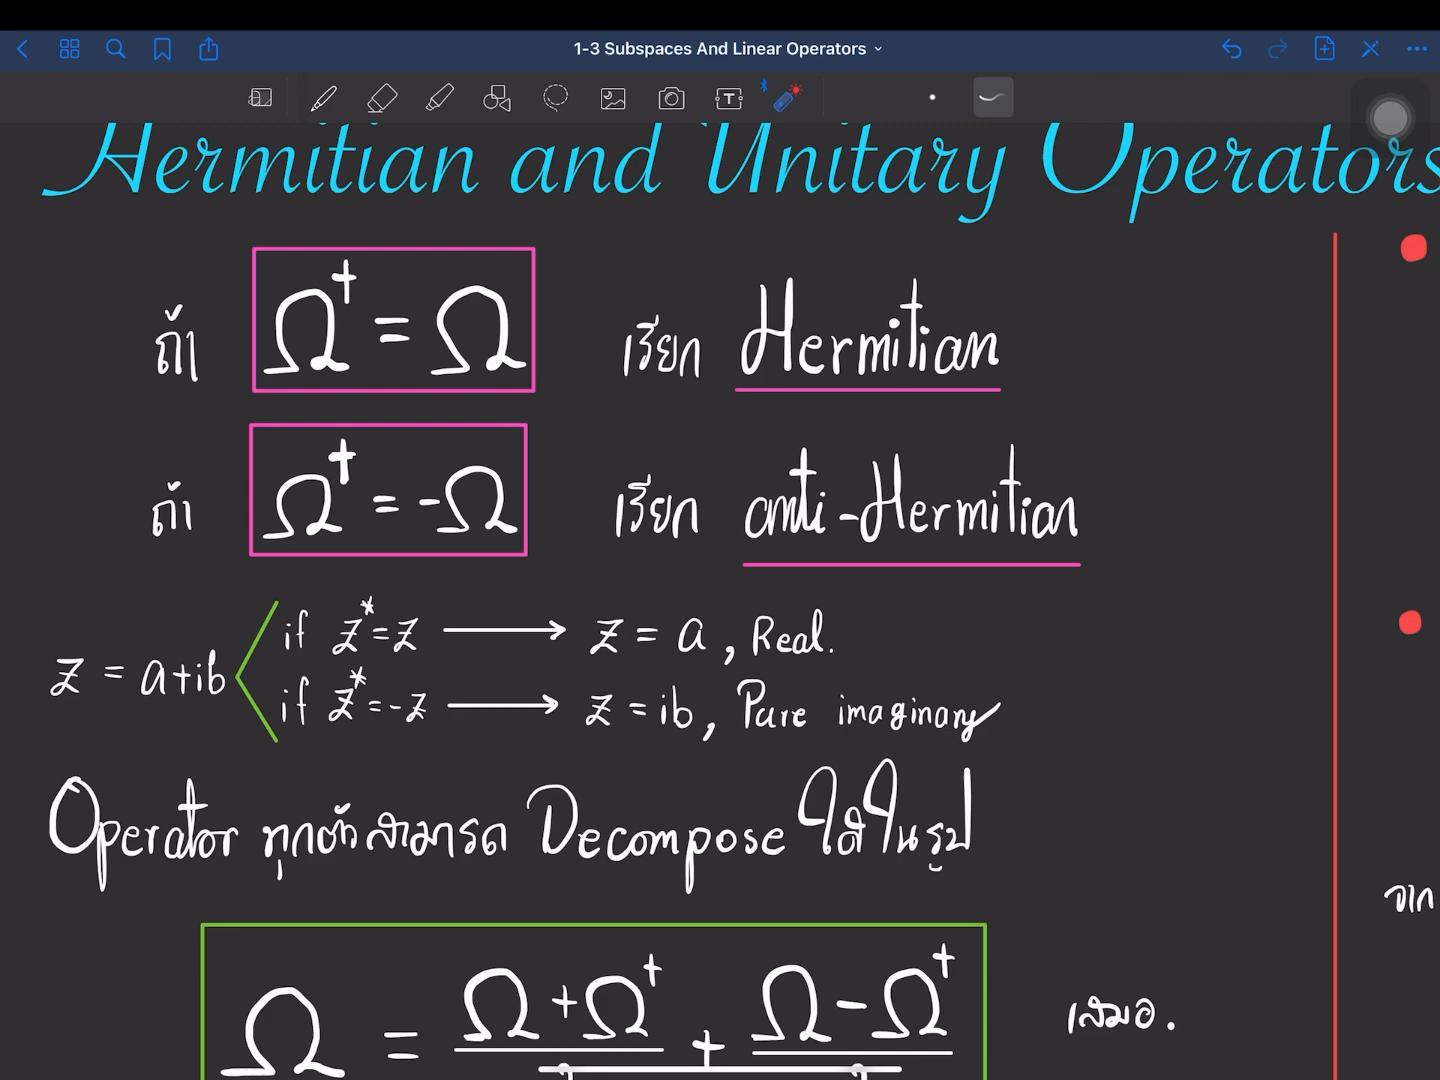 1-3 Subspaces And Linear Operators
Hermitian and Unitary Operators
ถ้า Ω† = Ω เรียก Hermitian
ถ้า Ω† = -Ω เรียก anti-Hermitian
z = a+ib
if z* = z → z = a, Real.
if z* = -z → z = ib, Pure imaginary
Operator ทุกตัวสามารถ Decompose ได้ในรูป
จาก
Ω = Ω + Ω† + Ω - Ω† เสมอ.